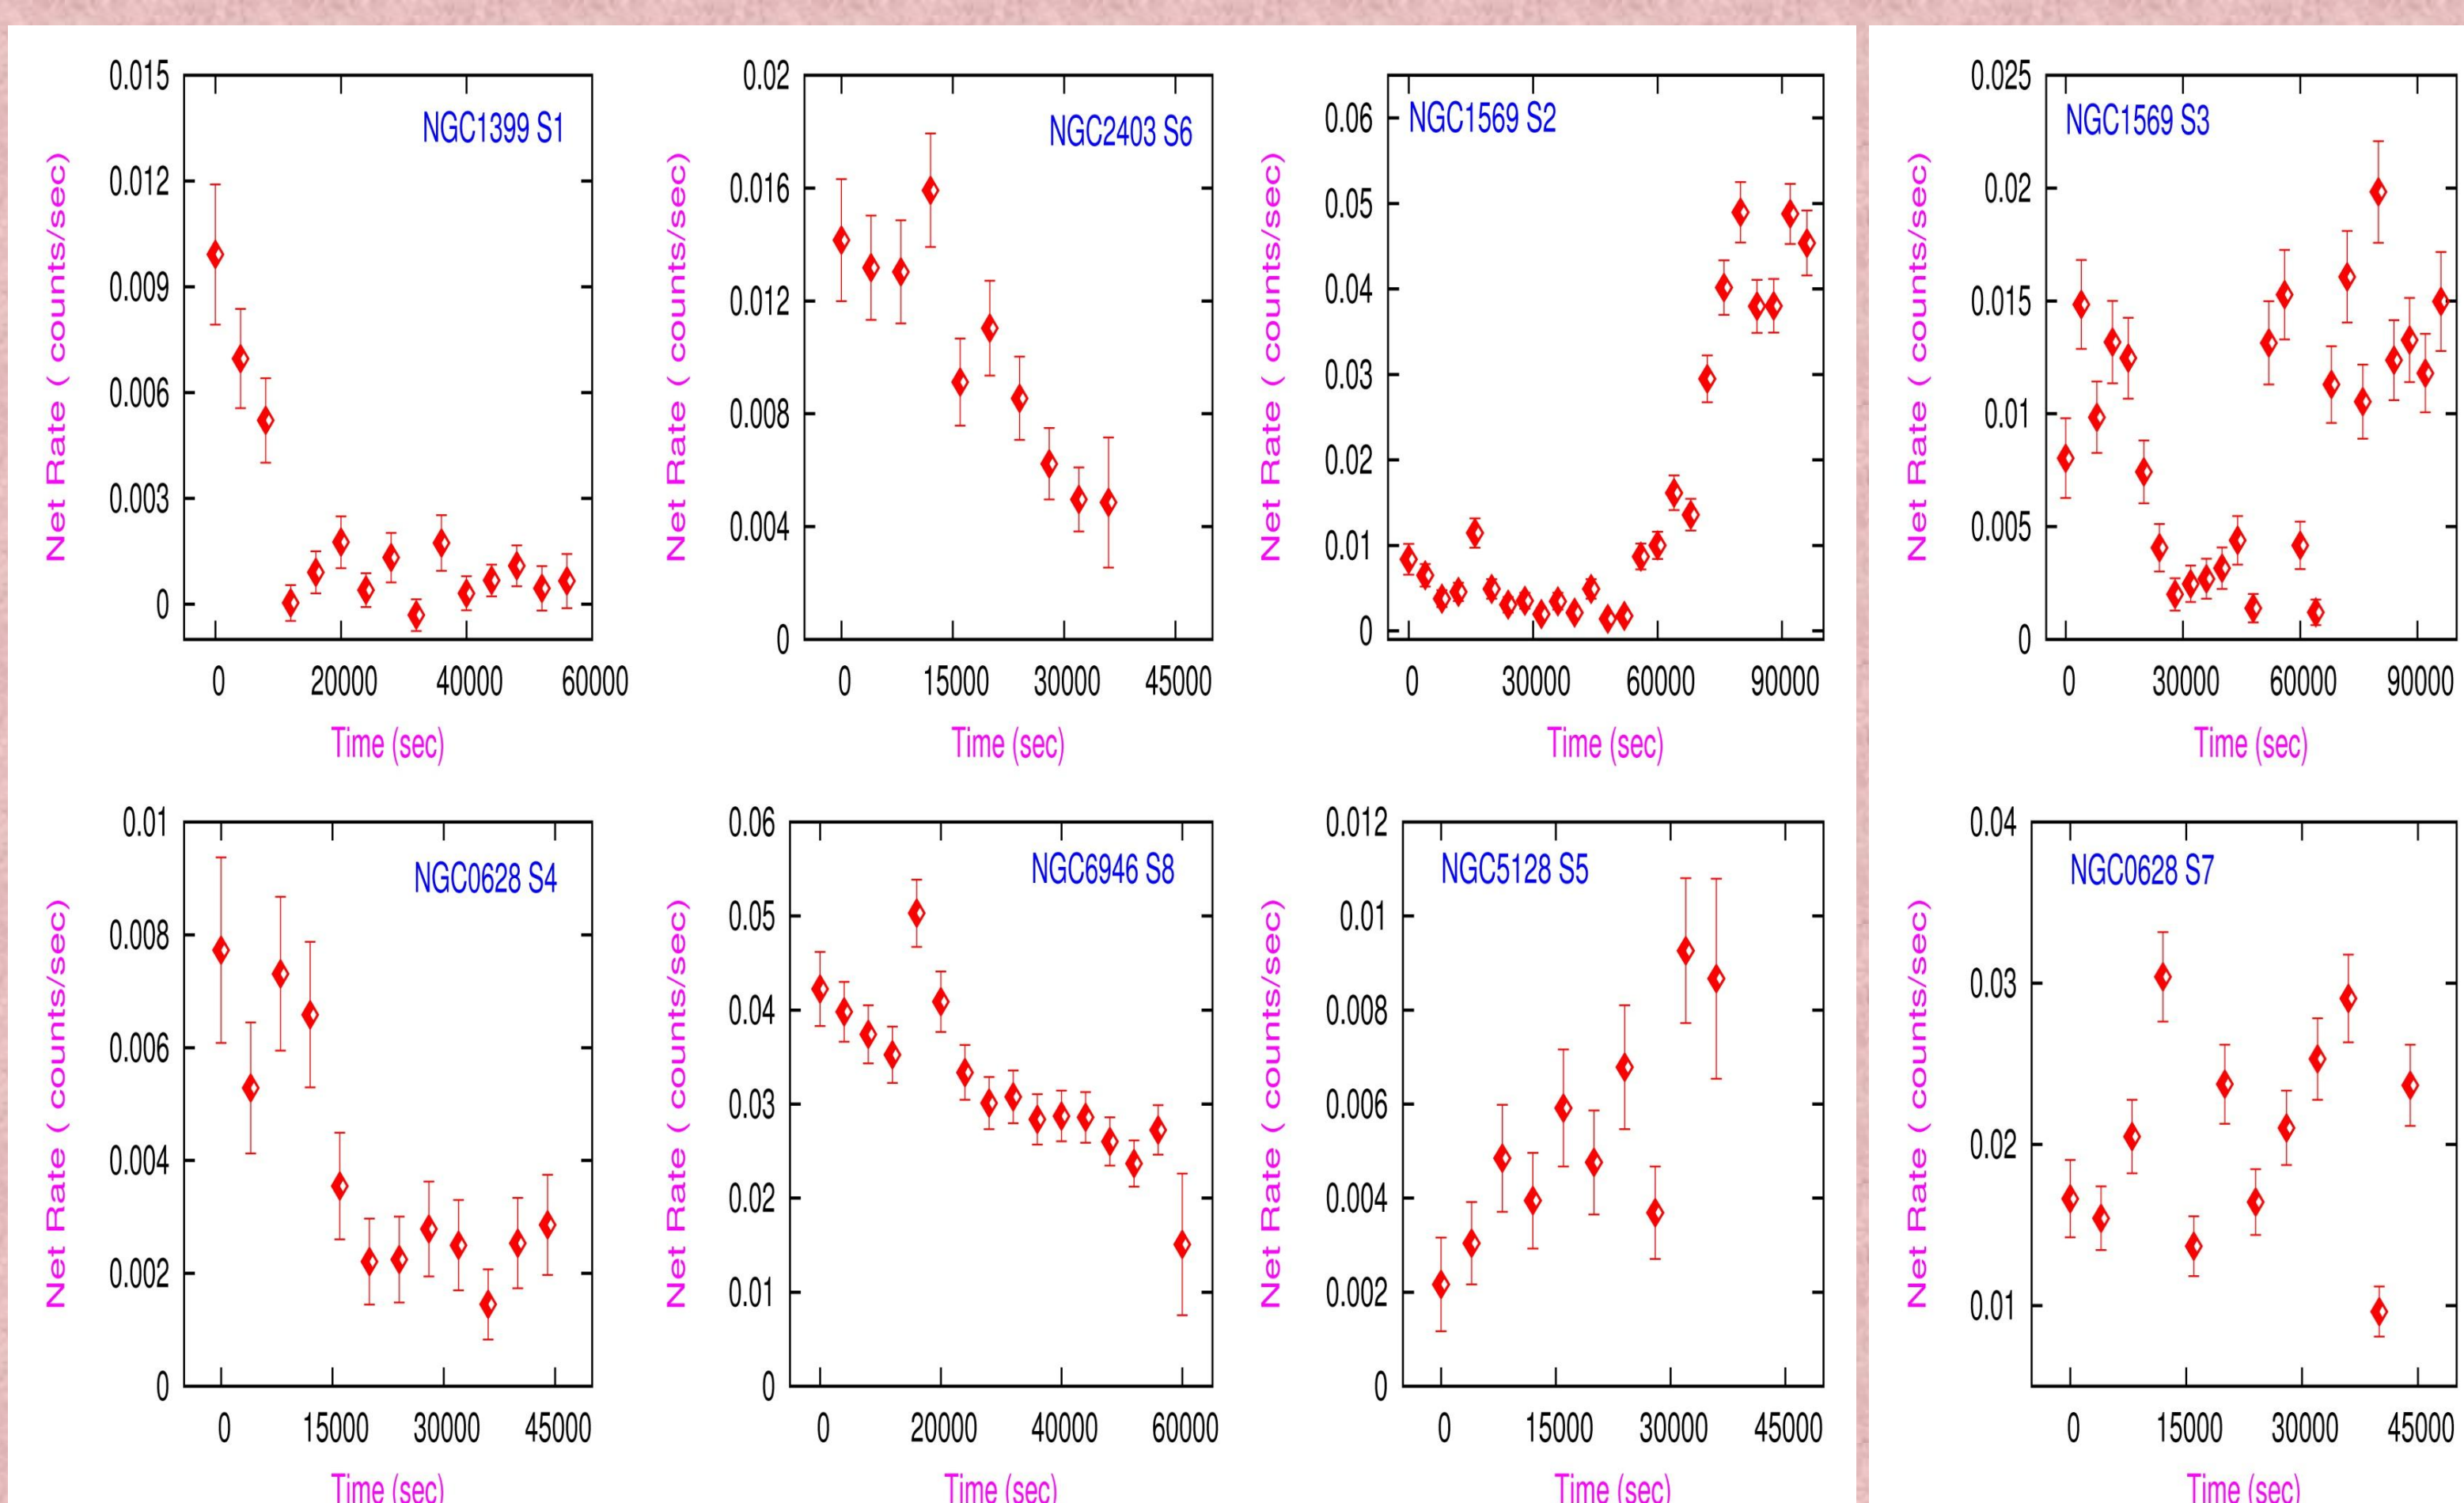 0.015
0.012
0.009
0.006
0.003
0
NGC1399 S1
Net Rate ( counts/sec)
0 20000 40000 60000
Time (sec)
0.02
0.016
0.012
0.008
0.004
0
NGC2403 S6
Net Rate ( counts/sec)
0 15000 30000 45000
Time (sec)
0.06
0.05
0.04
0.03
0.02
0.01
0
NGC1569 S2
Net Rate ( counts/sec)
0 30000 60000 90000
Time (sec)
0.025
0.02
0.015
0.01
0.005
0
NGC1569 S3
Net Rate ( counts/sec)
0 30000 60000 90000
Time (sec)
0.01
0.008
0.006
0.004
0.002
0
NGC0628 S4
Net Rate ( counts/sec)
0 15000 30000 45000
Time (sec)
0.06
0.05
0.04
0.03
0.02
0.01
0
NGC6946 S8
Net Rate ( counts/sec)
0 20000 40000 60000
Time (sec)
0.012
0.01
0.008
0.006
0.004
0.002
0
NGC5128 S5
Net Rate ( counts/sec)
0 15000 30000 45000
Time (sec)
0.04
0.03
0.02
0.01
NGC0628 S7
Net Rate ( counts/sec)
0 15000 30000 45000
Time (sec)